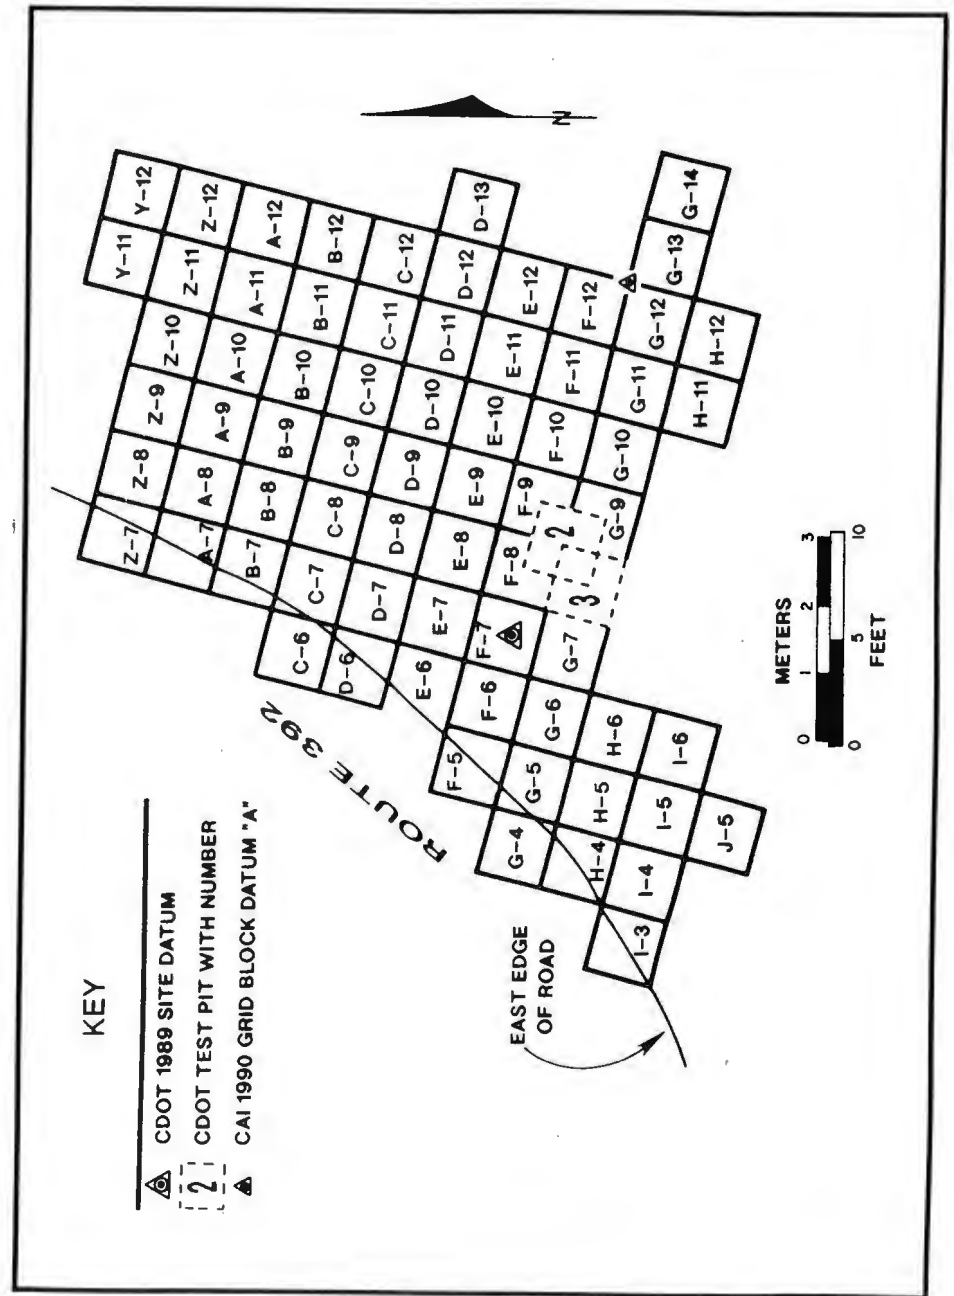 KEY
CDOT 1989 SITE DATUM
2 CDOT TEST PIT WITH NUMBER
CAI 1990 GRID BLOCK DATUM "A"
N
ROUTE 392
EAST EDGE
OF ROAD
Y-11 Y-12
Z-7 Z-8 Z-9 Z-10 Z-11 Z-12
A-7 A-8 A-9 A-10 A-11 A-12
B-7 B-8 B-9 B-10 B-11 B-12
C-6 C-7 C-8 C-9 C-10 C-11 C-12
D-6 D-7 D-8 D-9 D-10 D-11 D-12 D-13
E-6 E-7 E-8 E-9 E-10 E-11 E-12
F-5 F-6 F-7 F-8 F-9 F-10 F-11 F-12
2
3
G-4 G-5 G-6 G-7 G-9 G-10 G-11 G-12 G-13 G-14
H-4 H-5 H-6 H-11 H-12
I-3 I-4 I-5 I-6
J-5
METERS
0 1 2 3
0 5 10
FEET